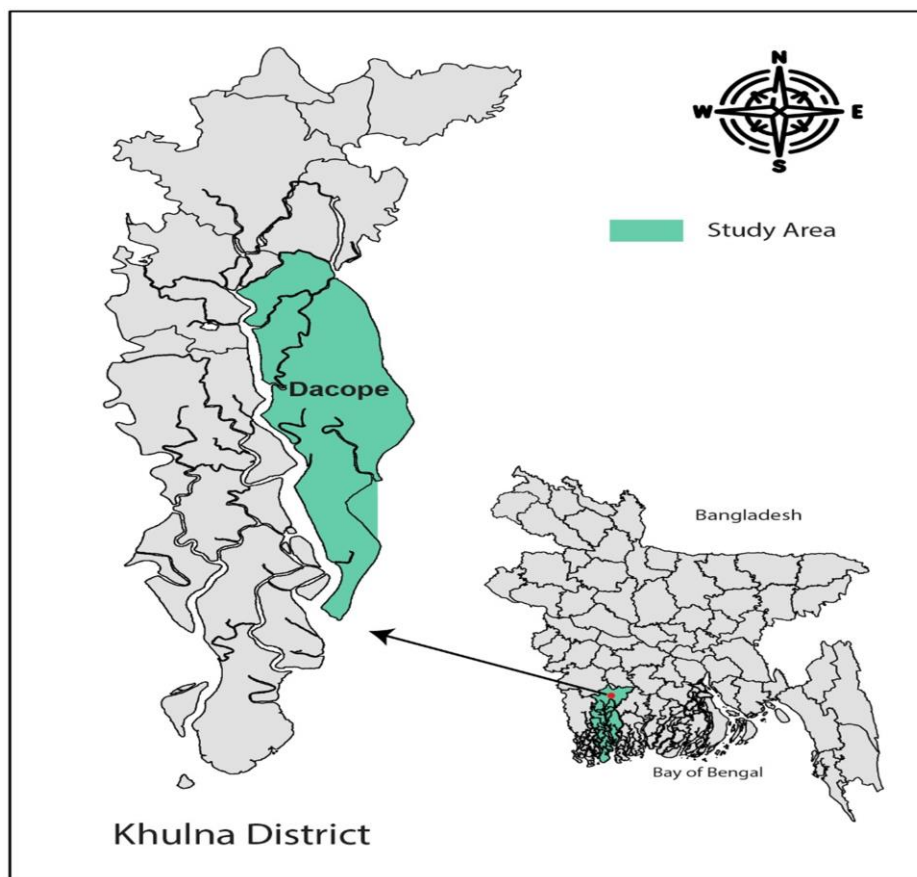 N
W
E
S
Study Area
Dacope
Bangladesh
Bay of Bengal
Khulna District